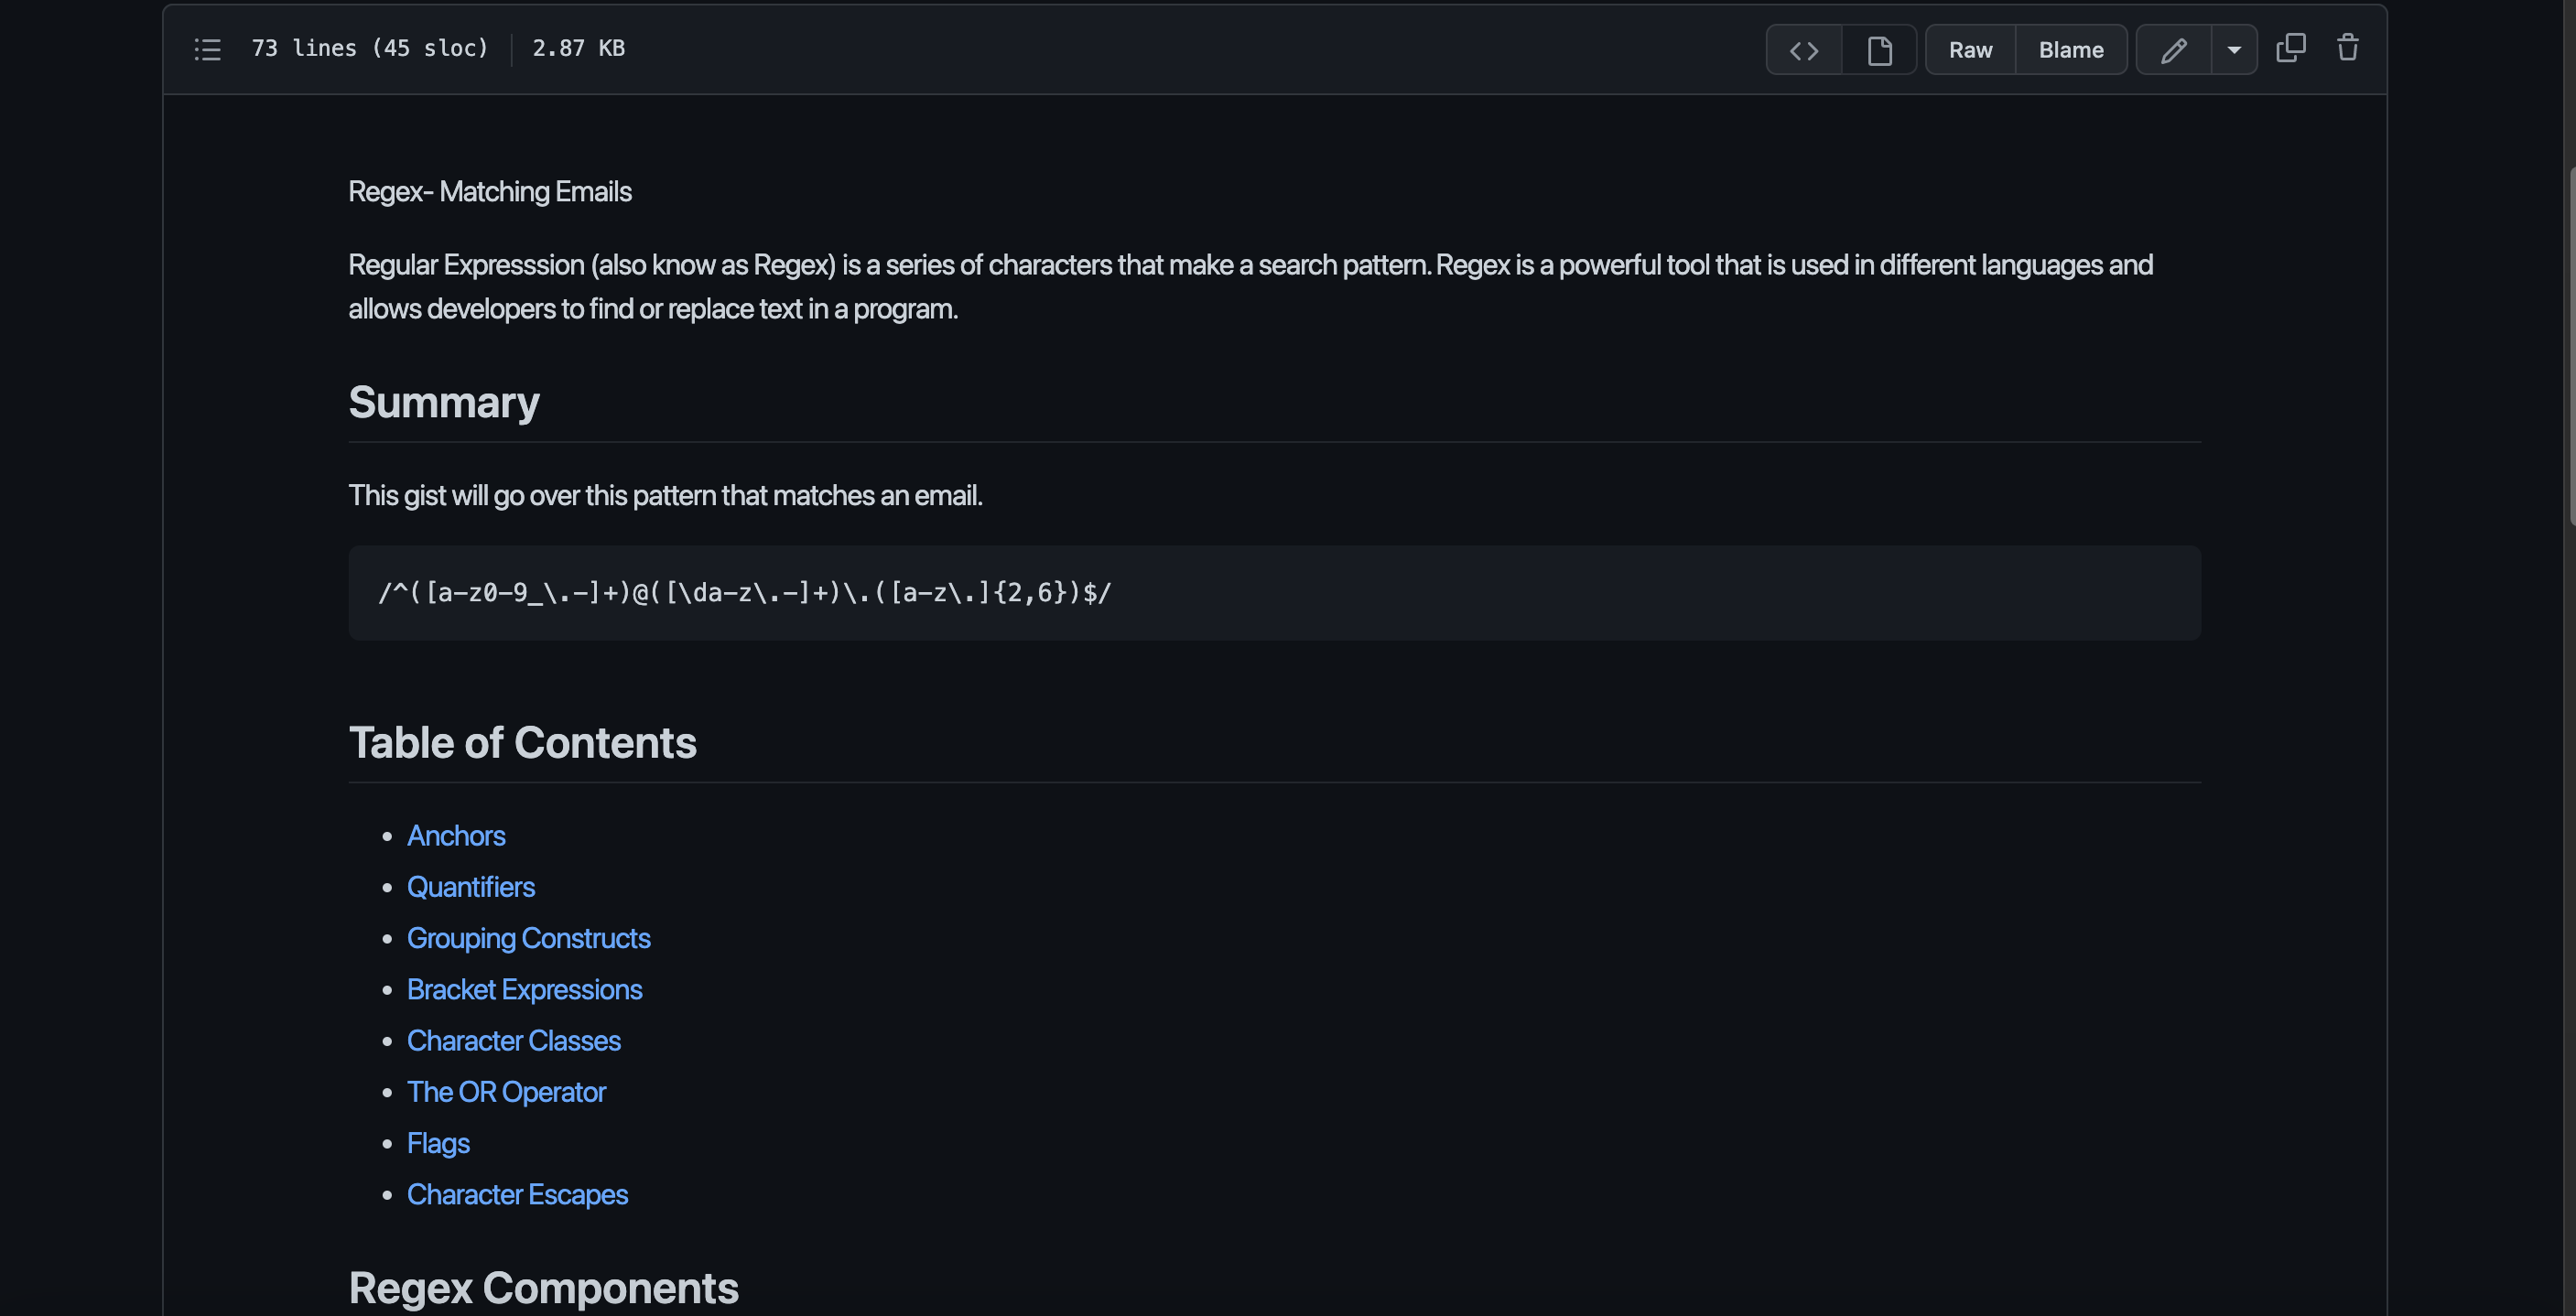 73 lines (45 sloc) 2.87 KB Raw Blame
Regex- Matching Emails
Regular Expresssion (also know as Regex) is a series of characters that make a search pattern. Regex is a powerful tool that is used in different languages and
allows developers to find or replace text in a program.
Summary
This gist will go over this pattern that matches an email.
/^([a-z0-9_\.-]+)@([\da-z\.-]+)\.([a-z\.]{2,6})$/
Table of Contents
Anchors
Quantifiers
Grouping Constructs
Bracket Expressions
Character Classes
The OR Operator
Flags
Character Escapes
Regex Components